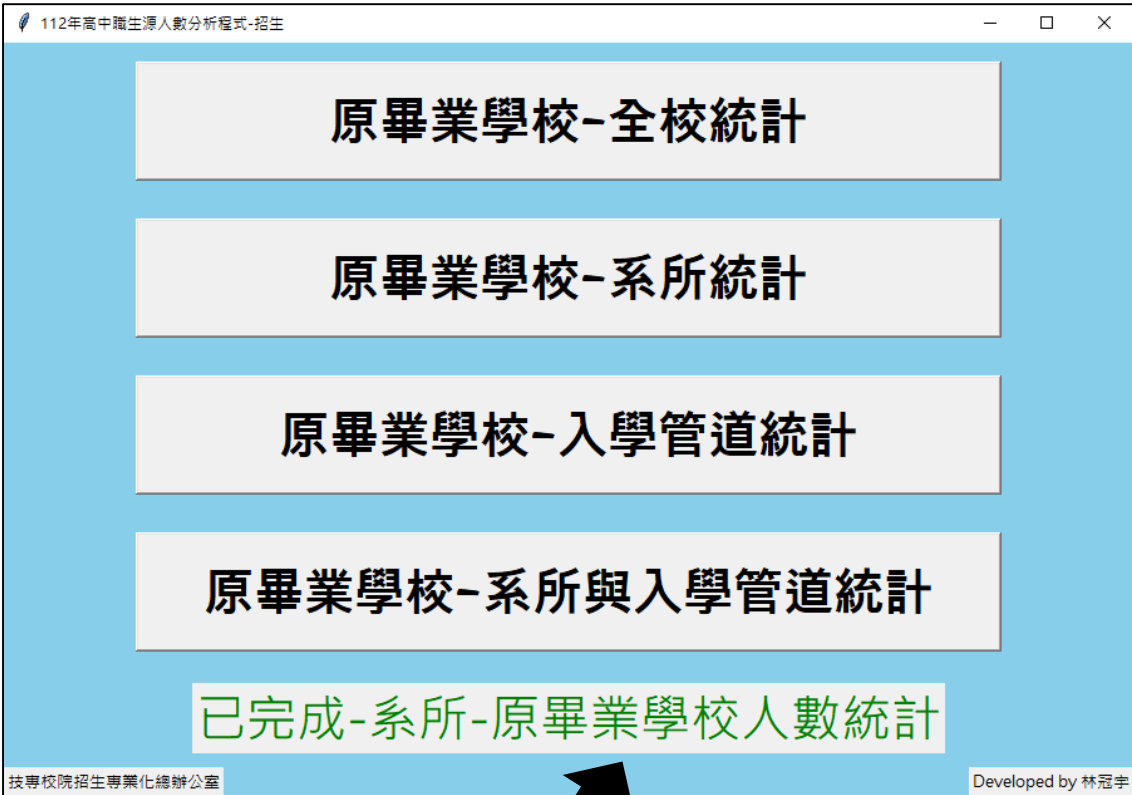 112年高中職生源人數分析程式-招生
原畢業學校-全校統計
原畢業學校-系所統計
原畢業學校-入學管道統計
原畢業學校-系所與入學管道統計
已完成-系所-原畢業學校人數統計
技專校院招生專業化總辦公室
Developed by 林冠宇